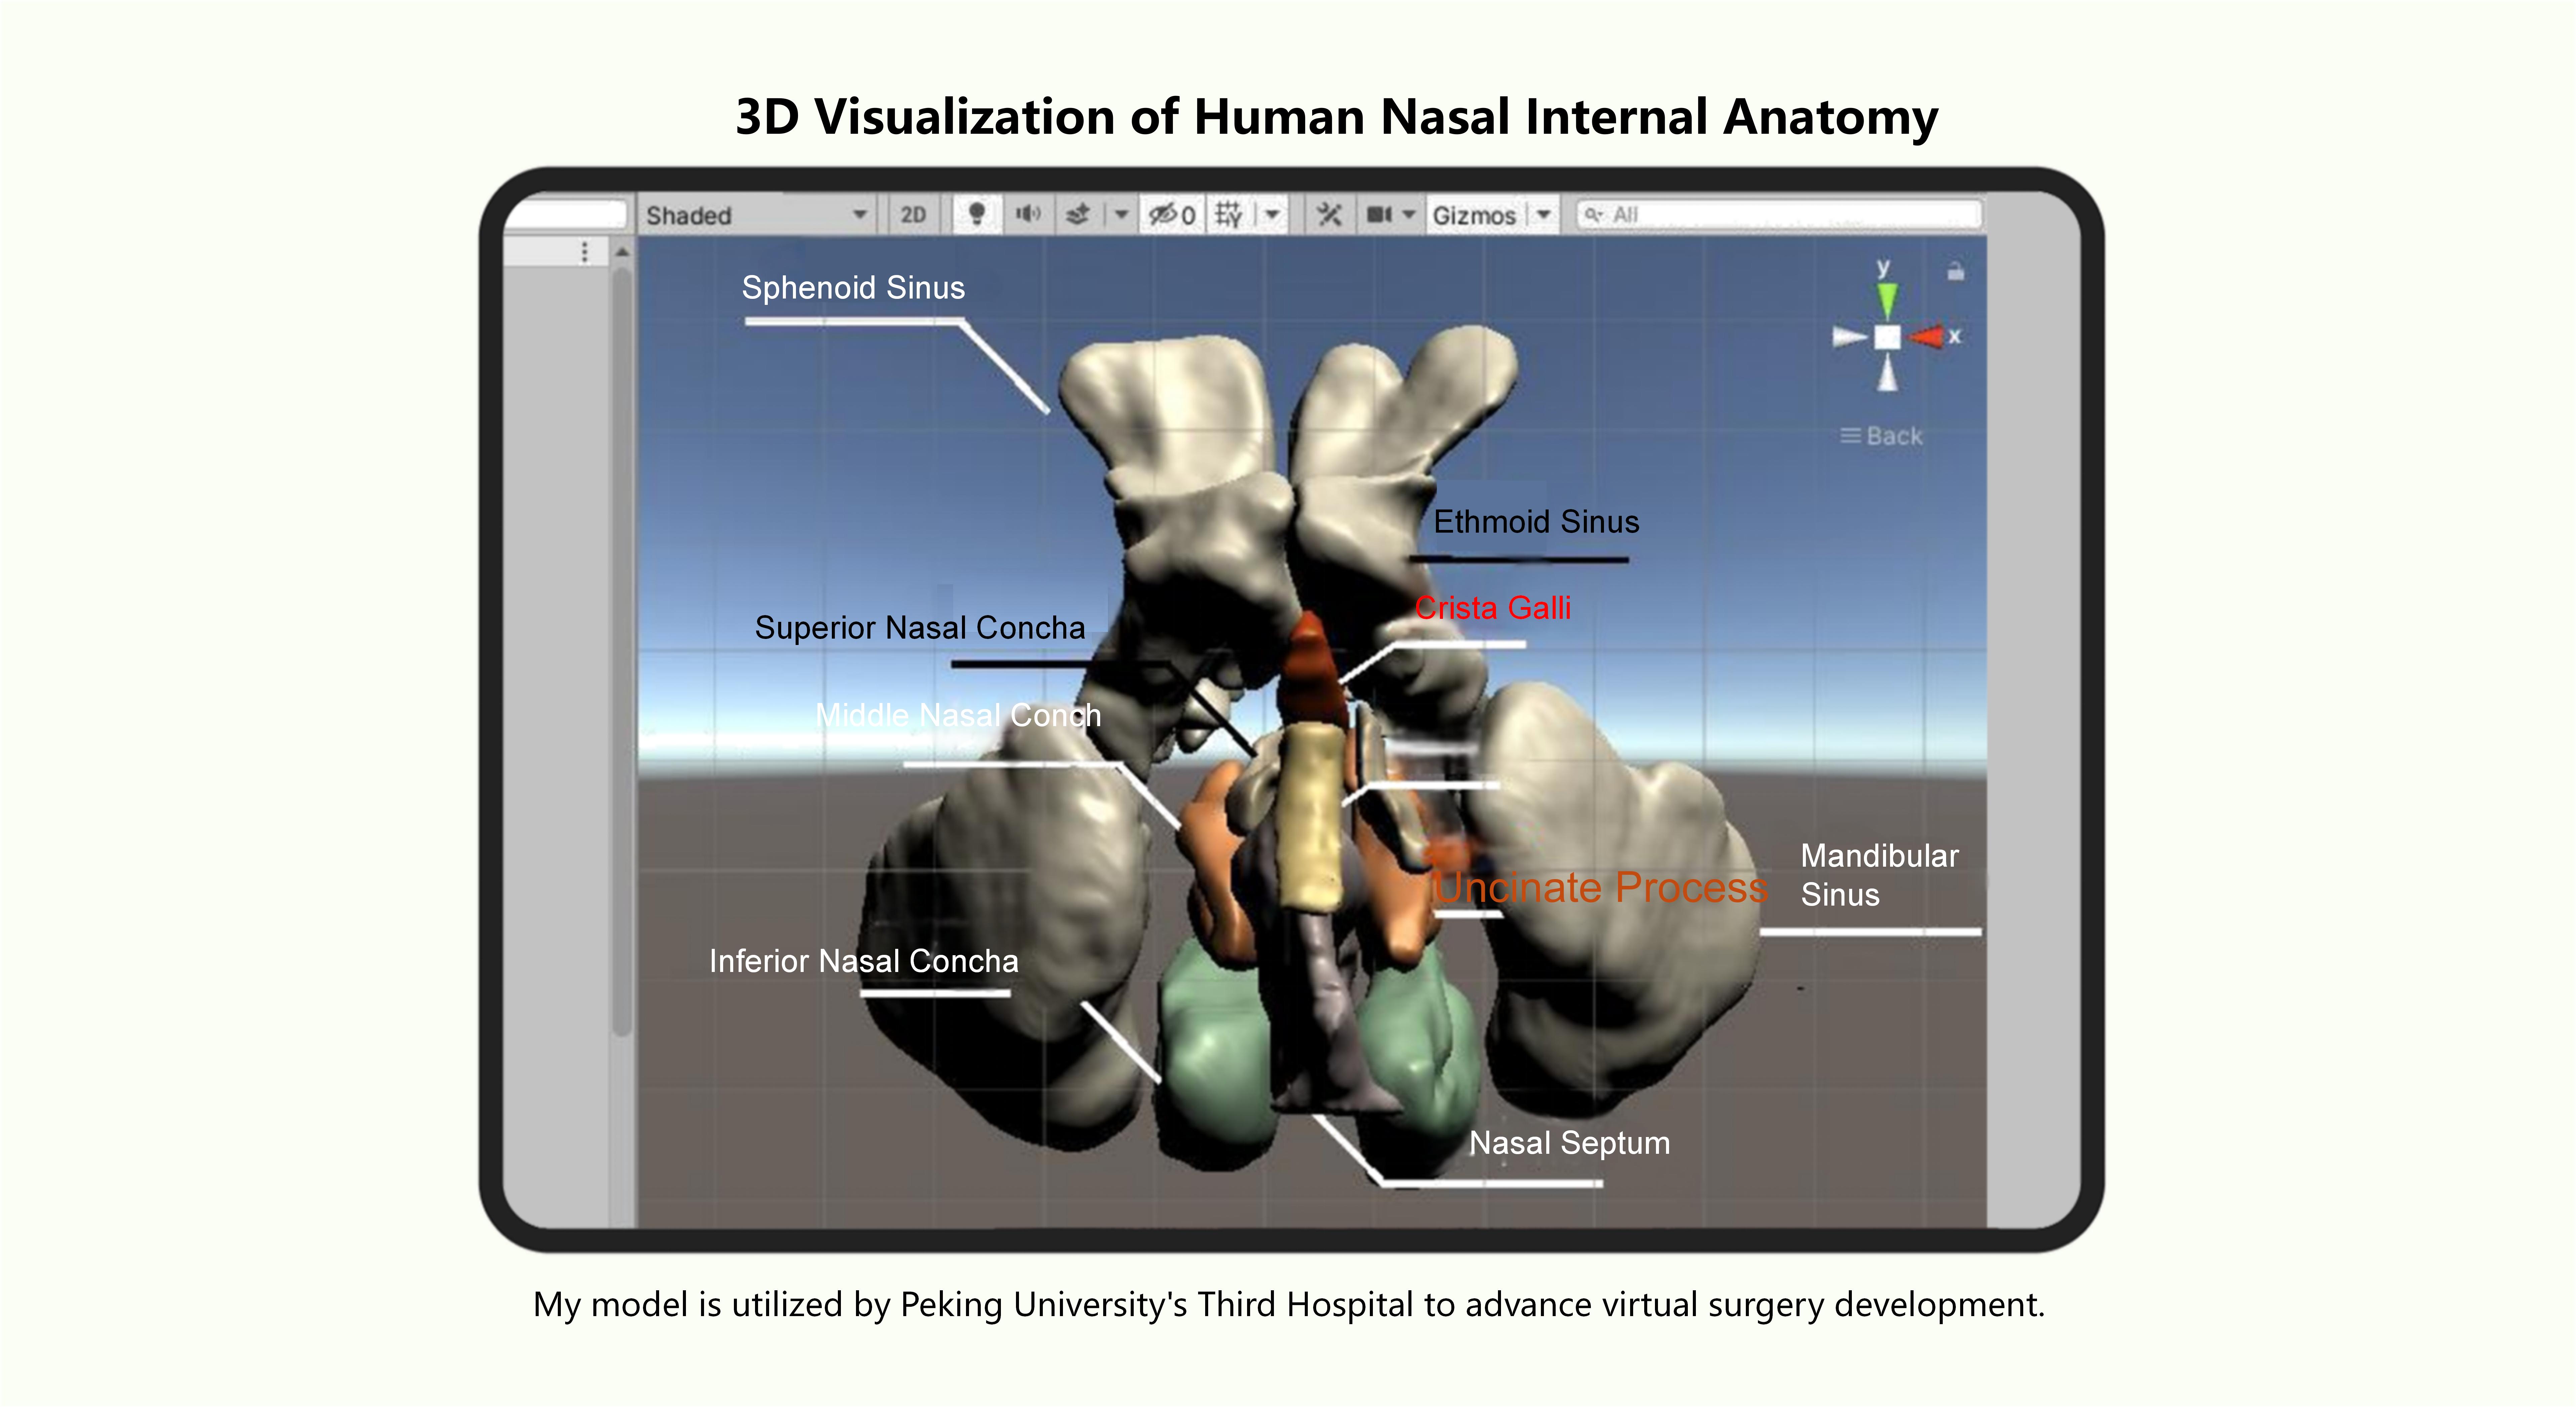 3D Visualization of Human Nasal Internal Anatomy
Shaded
2D
0
Gizmos
All
y
x
Back
Sphenoid Sinus
Ethmoid Sinus
Crista Galli
Superior Nasal Concha
Middle Nasal Conch
Mandibular
Sinus
Uncinate Process
Inferior Nasal Concha
Nasal Septum
My model is utilized by Peking University's Third Hospital to advance virtual surgery development.